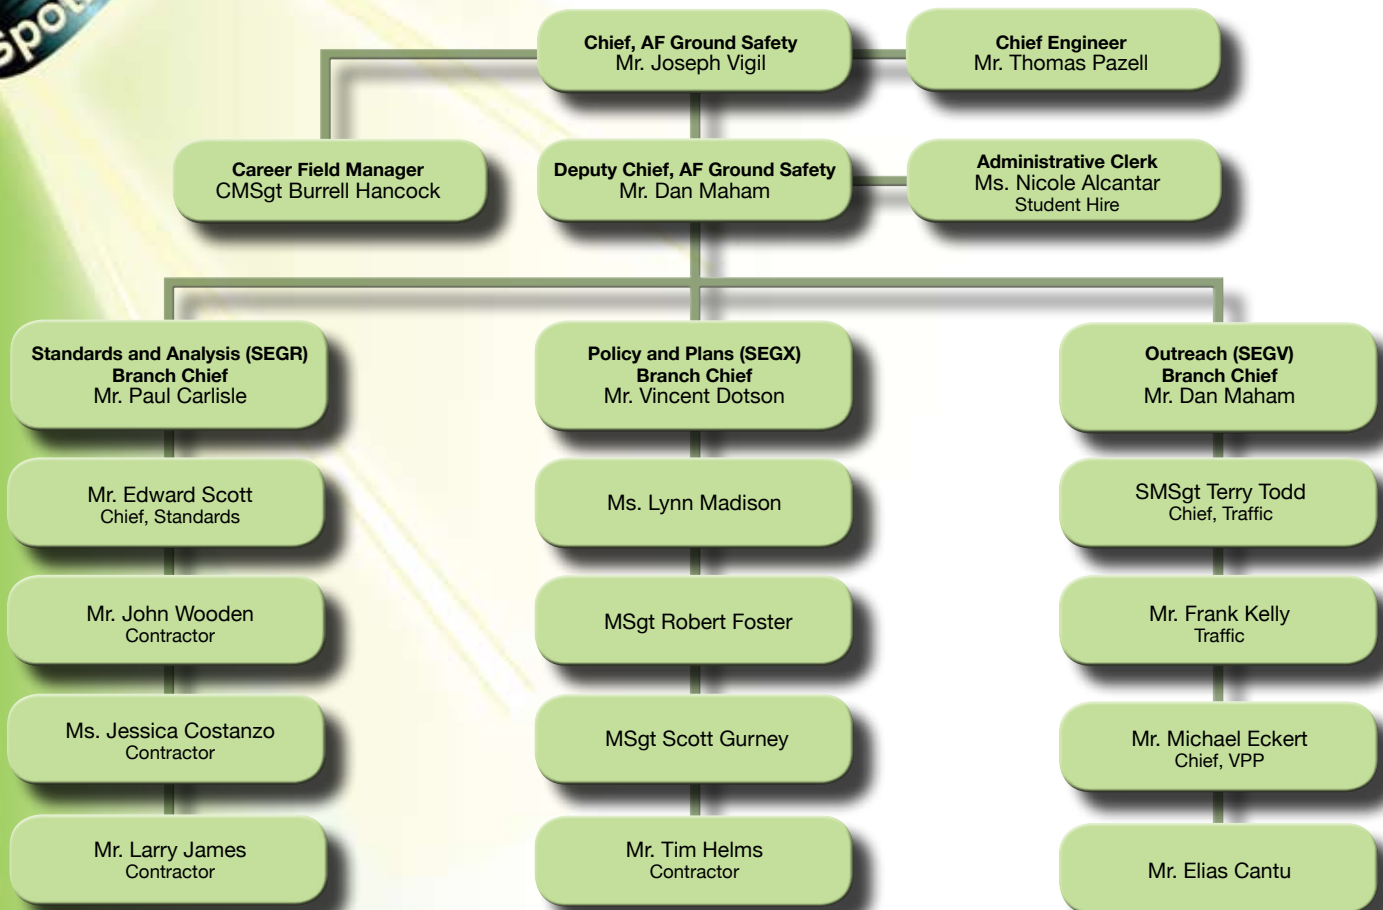 Spot
Chief, AF Ground Safety
Mr. Joseph Vigil
Chief Engineer
Mr. Thomas Pazell
Career Field Manager
CMSgt Burrell Hancock
Deputy Chief, AF Ground Safety
Mr. Dan Maham
Administrative Clerk
Ms. Nicole Alcantar
Student Hire
Standards and Analysis (SEGR)
Branch Chief
Mr. Paul Carlisle
Policy and Plans (SEGX)
Branch Chief
Mr. Vincent Dotson
Outreach (SEGV)
Branch Chief
Mr. Dan Maham
Mr. Edward Scott
Chief, Standards
Ms. Lynn Madison
SMSgt Terry Todd
Chief, Traffic
Mr. John Wooden
Contractor
MSgt Robert Foster
Mr. Frank Kelly
Traffic
Ms. Jessica Costanzo
Contractor
MSgt Scott Gurney
Mr. Michael Eckert
Chief, VPP
Mr. Larry James
Contractor
Mr. Tim Helms
Contractor
Mr. Elias Cantu